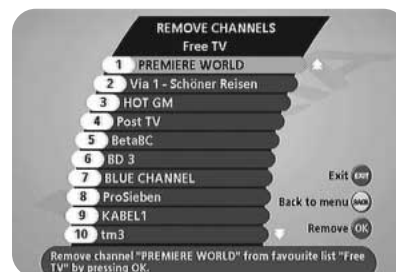 REMOVE CHANNELS
Free TV
1 PREMIERE WORLD
2 Via 1 - Schöner Reisen
3 HOT GM
4 Post TV
5 BetaBC
6 BD 3
7 BLUE CHANNEL
8 ProSieben
9 KABEL1
10 tm3
Exit EXIT
Back to menu BACK
Remove OK
Remove channel "PREMIERE WORLD" from favourite list "Free
TV" by pressing OK.